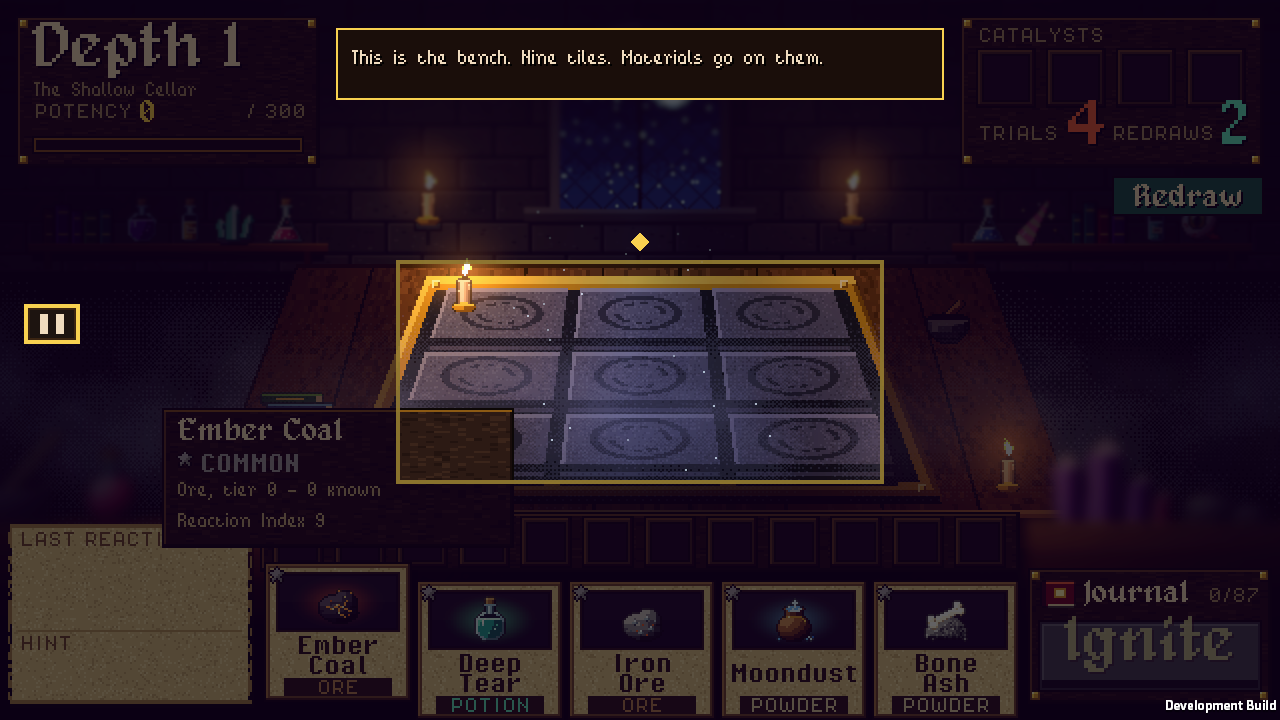 Depth 1
The Shallow Cellar
POTENCY 0 / 300
This is the bench. Nine tiles. Materials go on them.
CATALYSTS
TRIALS 4 REDRAWS 2
Redraw
Ember Coal
COMMON
Ore, tier 0 - 0 known
Reaction Index 9
LAST REACTI
HINT
Ember
Coal
ORE
Deep
Tear
POTION
Iron
Ore
ORE
Moondust
POWDER
Bone
Ash
POWDER
Journal 0/87
Ignite
Development Build